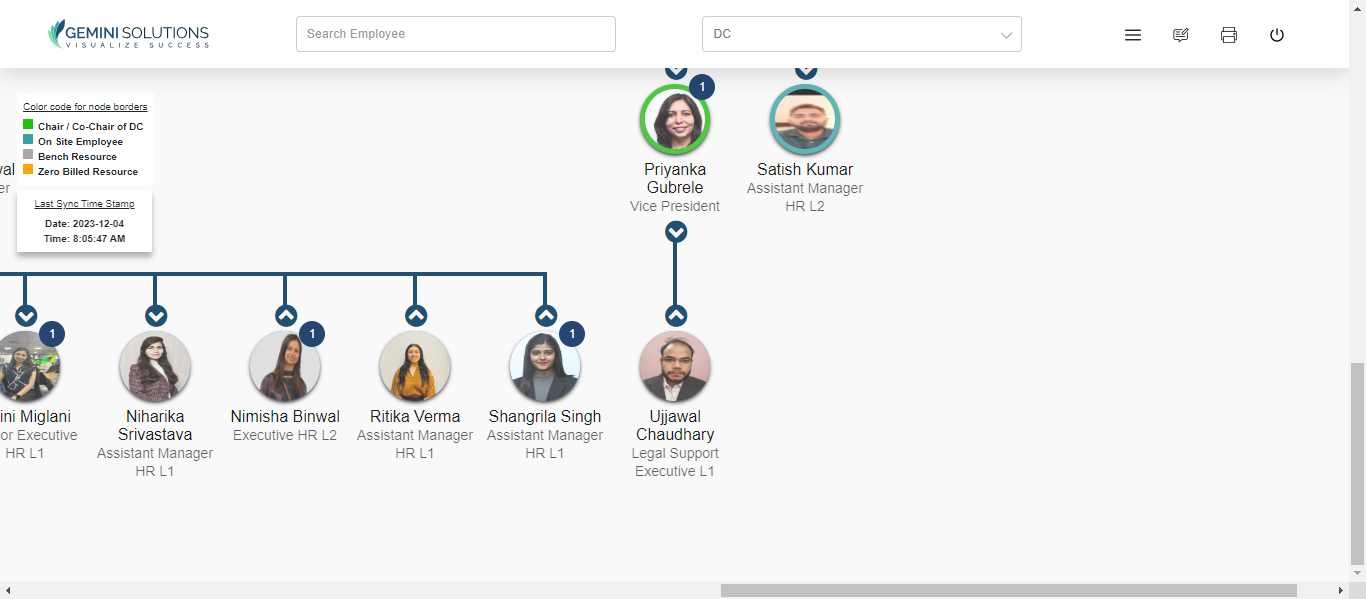 GEMINI SOLUTIONS
VISUALIZE SUCCESS
Search Employee
DC
Color code for node borders
Chair / Co-Chair of DC
On Site Employee
Bench Resource
Zero Billed Resource
Last Sync Time Stamp
Date: 2023-12-04
Time: 8:05:47 AM
1
Priyanka
Gubrele
Vice President
Satish Kumar
Assistant Manager
HR L2
1
Miglani
Executive
HR L1
Niharika
Srivastava
Assistant Manager
HR L1
1
Nimisha Binwal
Executive HR L2
Ritika Verma
Assistant Manager
HR L1
1
Shangrila Singh
Assistant Manager
HR L1
Ujjawal
Chaudhary
Legal Support
Executive L1